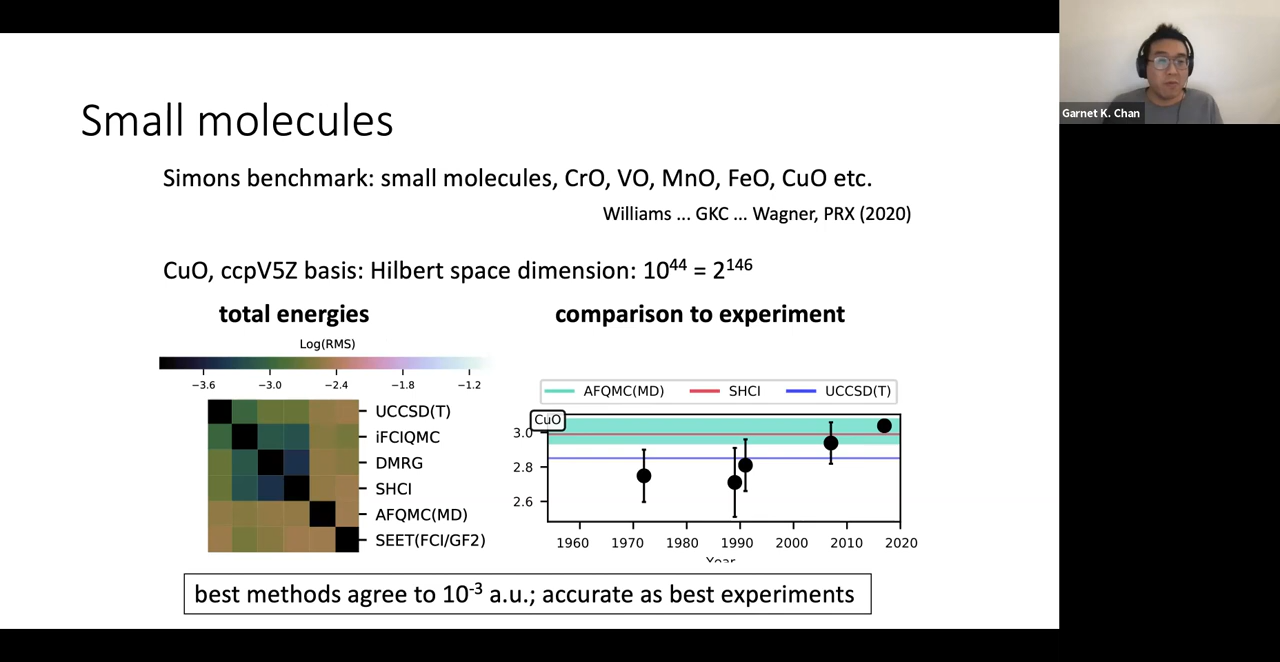 Garnet K. Chan
Small molecules
Simons benchmark: small molecules, CrO, VO, MnO, FeO, CuO etc.
Williams ... GKC ... Wagner, PRX (2020)
CuO, ccpV5Z basis: Hilbert space dimension: 10⁴⁴ = 2¹⁴⁶
total energies
Log(RMS)
−3.6 −3.0 −2.4 −1.8 −1.2
UCCSD(T)
iFCIQMC
DMRG
SHCI
AFQMC(MD)
SEET(FCI/GF2)
comparison to experiment
AFQMC(MD) SHCI UCCSD(T)
CuO
3.0
2.8
2.6
1960 1970 1980 1990 2000 2010 2020
Year
best methods agree to 10⁻³ a.u.; accurate as best experiments